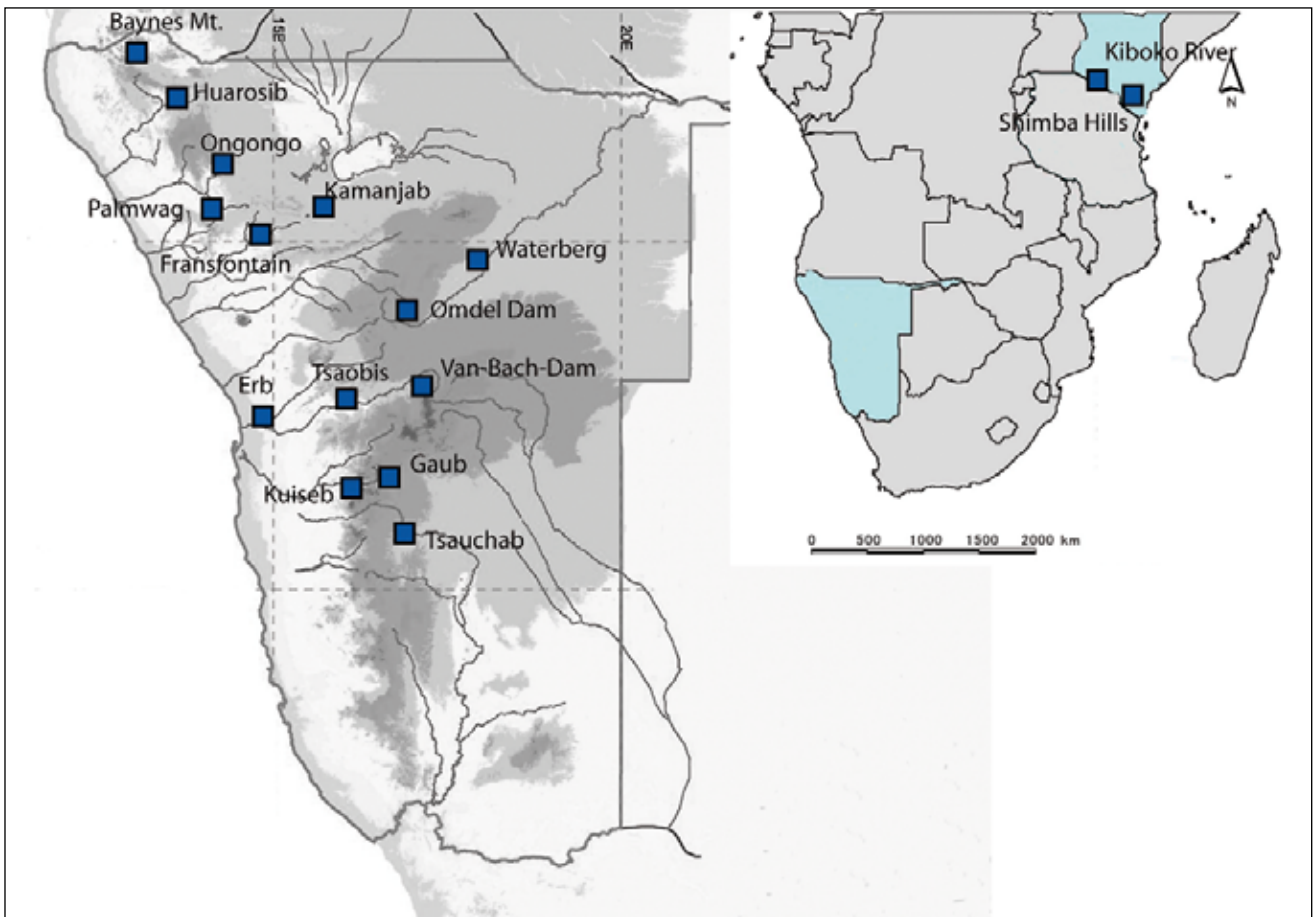 Baynes Mt.
15E
20E
Huarosib
Ongongo
Kamanjab
Palmwag
Fransfontain
Waterberg
Omdel Dam
Van-Bach-Dam
Tsaobis
Erb
Gaub
Kuiseb
Tsauchab
Kiboko River
N
Shimba Hills
0 500 1000 1500 2000 km